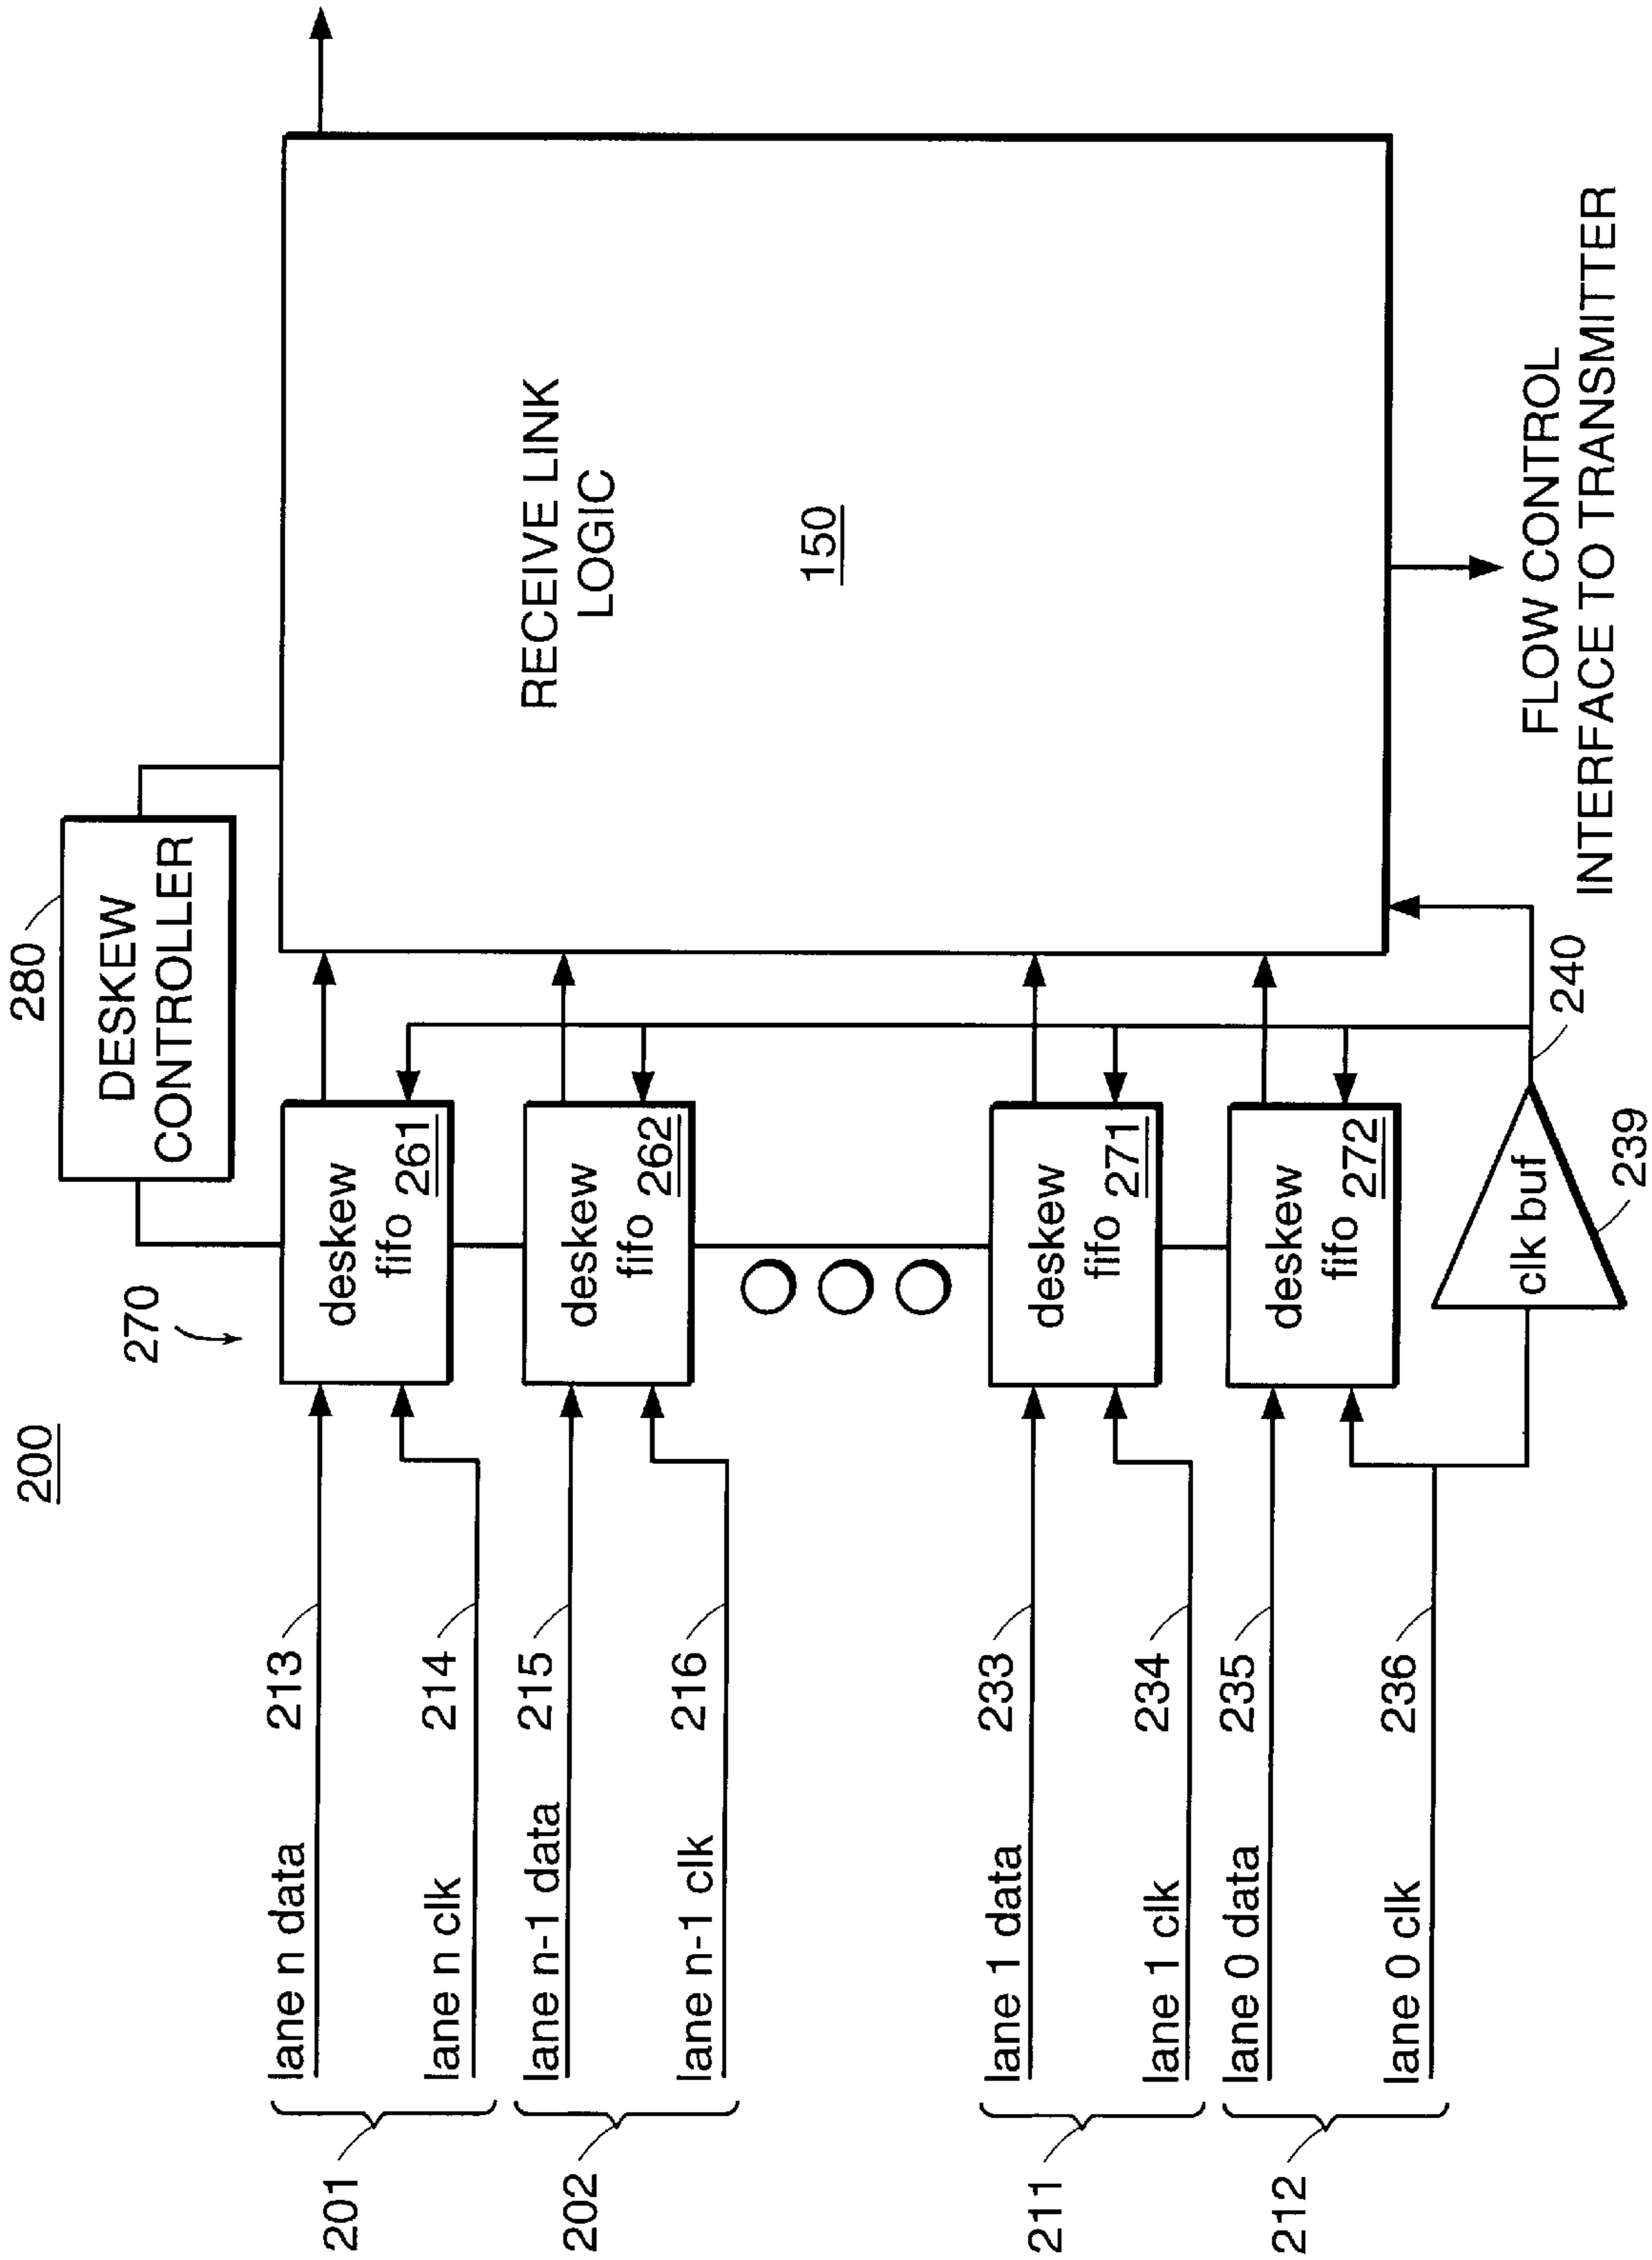 200
280
DESKEW
CONTROLLER
270
201
lane n data
213
lane n clk
214
deskew
fifo 261
202
lane n-1 data
215
lane n-1 clk
216
deskew
fifo 262
RECEIVE LINK
LOGIC
150
211
lane 1 data
233
lane 1 clk
234
deskew
fifo 271
212
lane 0 data
235
lane 0 clk
236
deskew
fifo 272
clk buf
239
240
FLOW CONTROL
INTERFACE TO TRANSMITTER